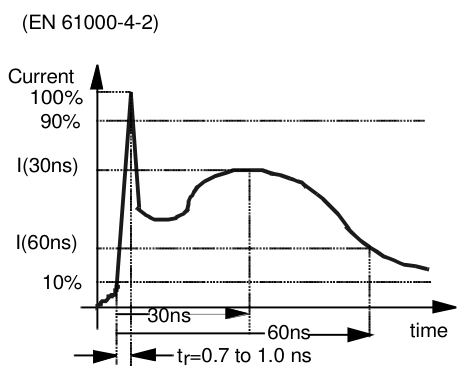 (EN 61000-4-2)
Current
100%
90%
I(30ns)
I(60ns)
10%
30ns
60ns
time
tr=0.7 to 1.0 ns